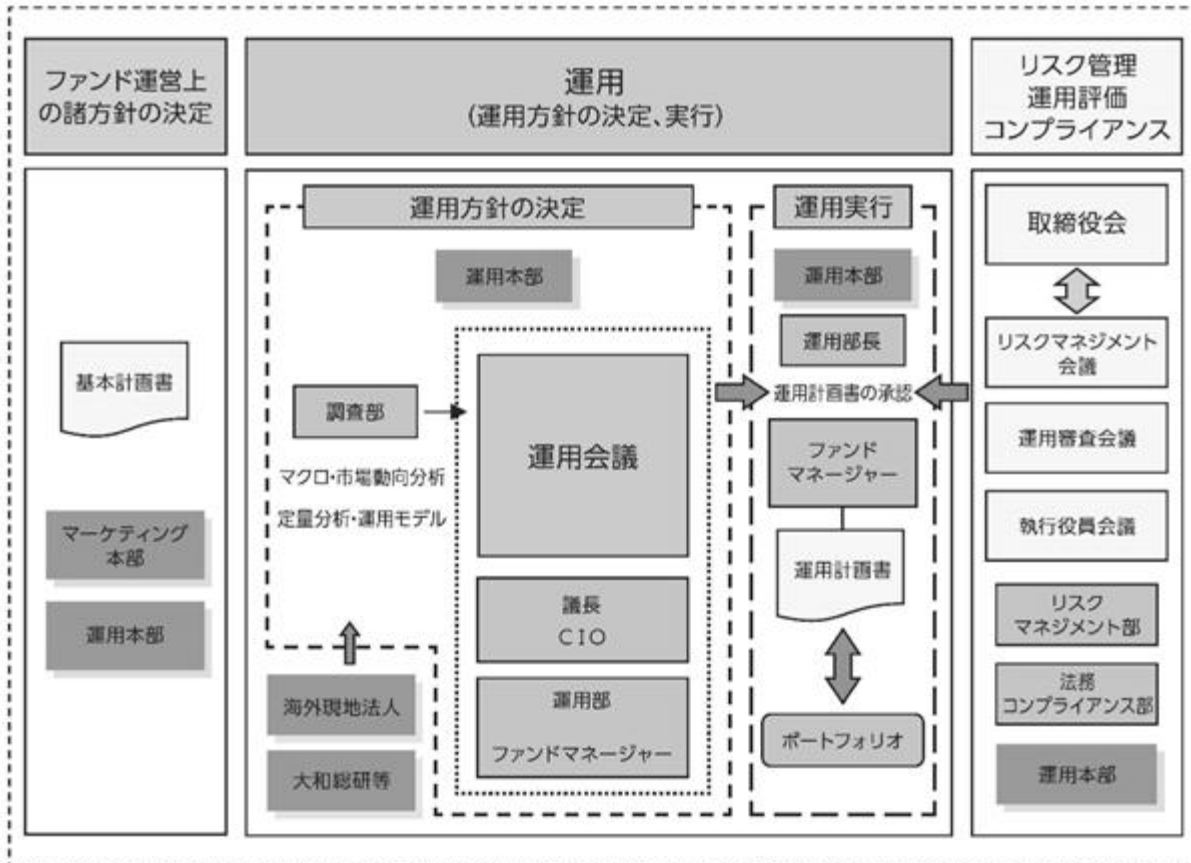 ファンド運営上
の諸方針の決定
運用
(運用方針の決定、実行)
リスク管理
運用評価
コンプライアンス
基本計画書
マーケティング
本部
運用本部
運用方針の決定
運用本部
調査部
マクロ・市場動向分析
定量分析・運用モデル
運用会議
議長
CIO
運用部
ファンドマネージャー
海外現地法人
大和総研等
運用実行
運用本部
運用部長
運用計画書の承認
ファンド
マネージャー
運用計画書
ポートフォリオ
取締役会
リスクマネジメント
会議
運用審査会議
執行役員会議
リスク
マネジメント部
法務
コンプライアンス部
運用本部